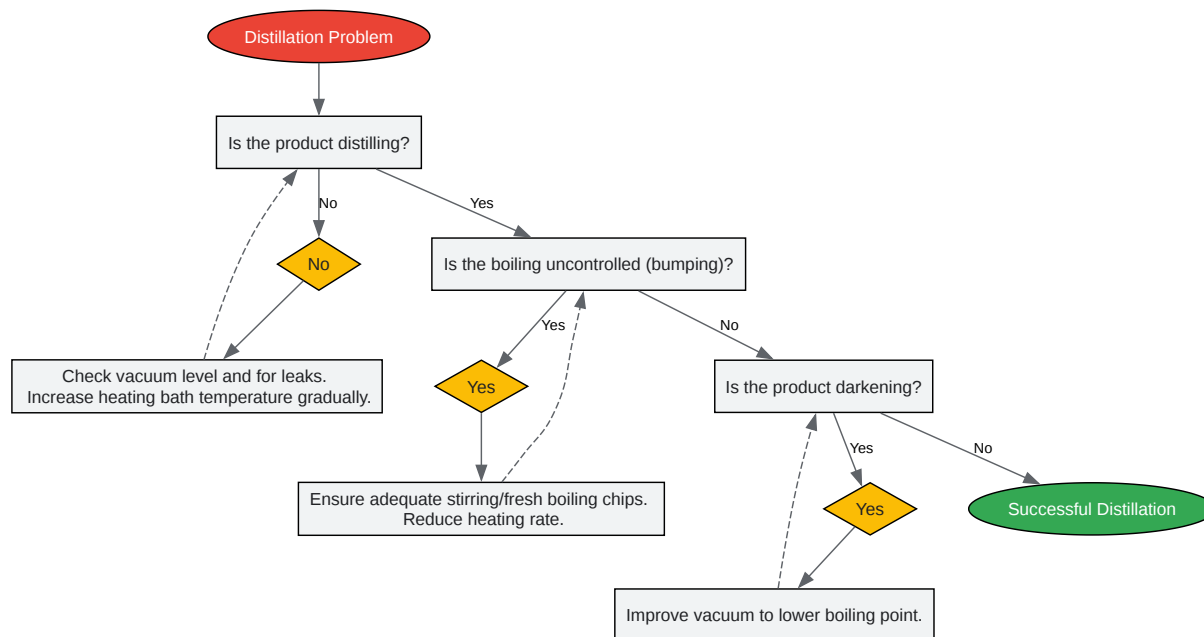 Distillation Problem
Is the product distilling?
No
Yes
No
Is the boiling uncontrolled (bumping)?
Yes
No
Check vacuum level and for leaks.
Increase heating bath temperature gradually.
Yes
Is the product darkening?
Yes
No
Ensure adequate stirring/fresh boiling chips.
Reduce heating rate.
Yes
Successful Distillation
Improve vacuum to lower boiling point.